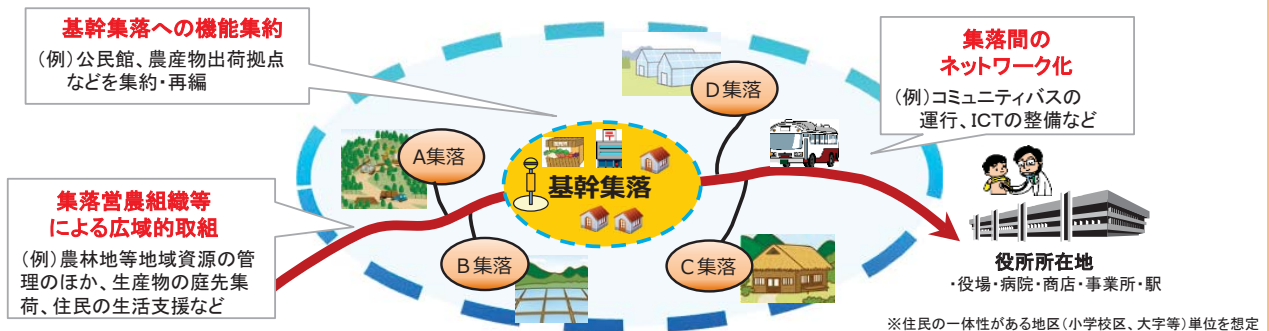 基幹集落への機能集約
(例)公民館、農産物出荷拠点
などを集約・再編
集落間の
ネットワーク化
(例)コミュニティバスの
運行、ICTの整備など
D集落
A集落
基幹集落
集落営農組織等
による広域的取組
(例)農林地等地域資源の管
理のほか、生産物の庭先集
荷、住民の生活支援など
B集落
C集落
役所所在地
・役場・病院・商店・事業所・駅
※住民の一体性がある地区(小学校区、大字等)単位を想定